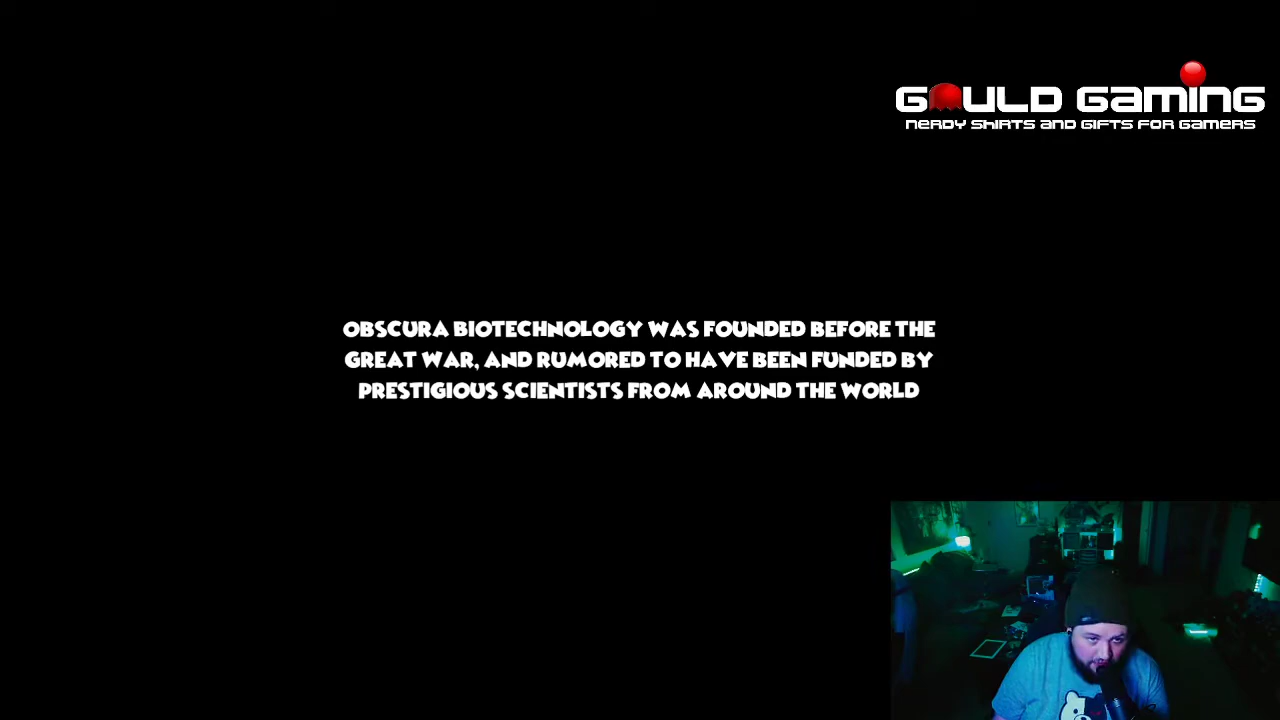 GOULD GAMING
NERDY SHIRTS AND GIFTS FOR GAMERS
OBSCURA BIOTECHNOLOGY WAS FOUNDED BEFORE THE
GREAT WAR, AND RUMORED TO HAVE BEEN FUNDED BY
PRESTIGIOUS SCIENTISTS FROM AROUND THE WORLD